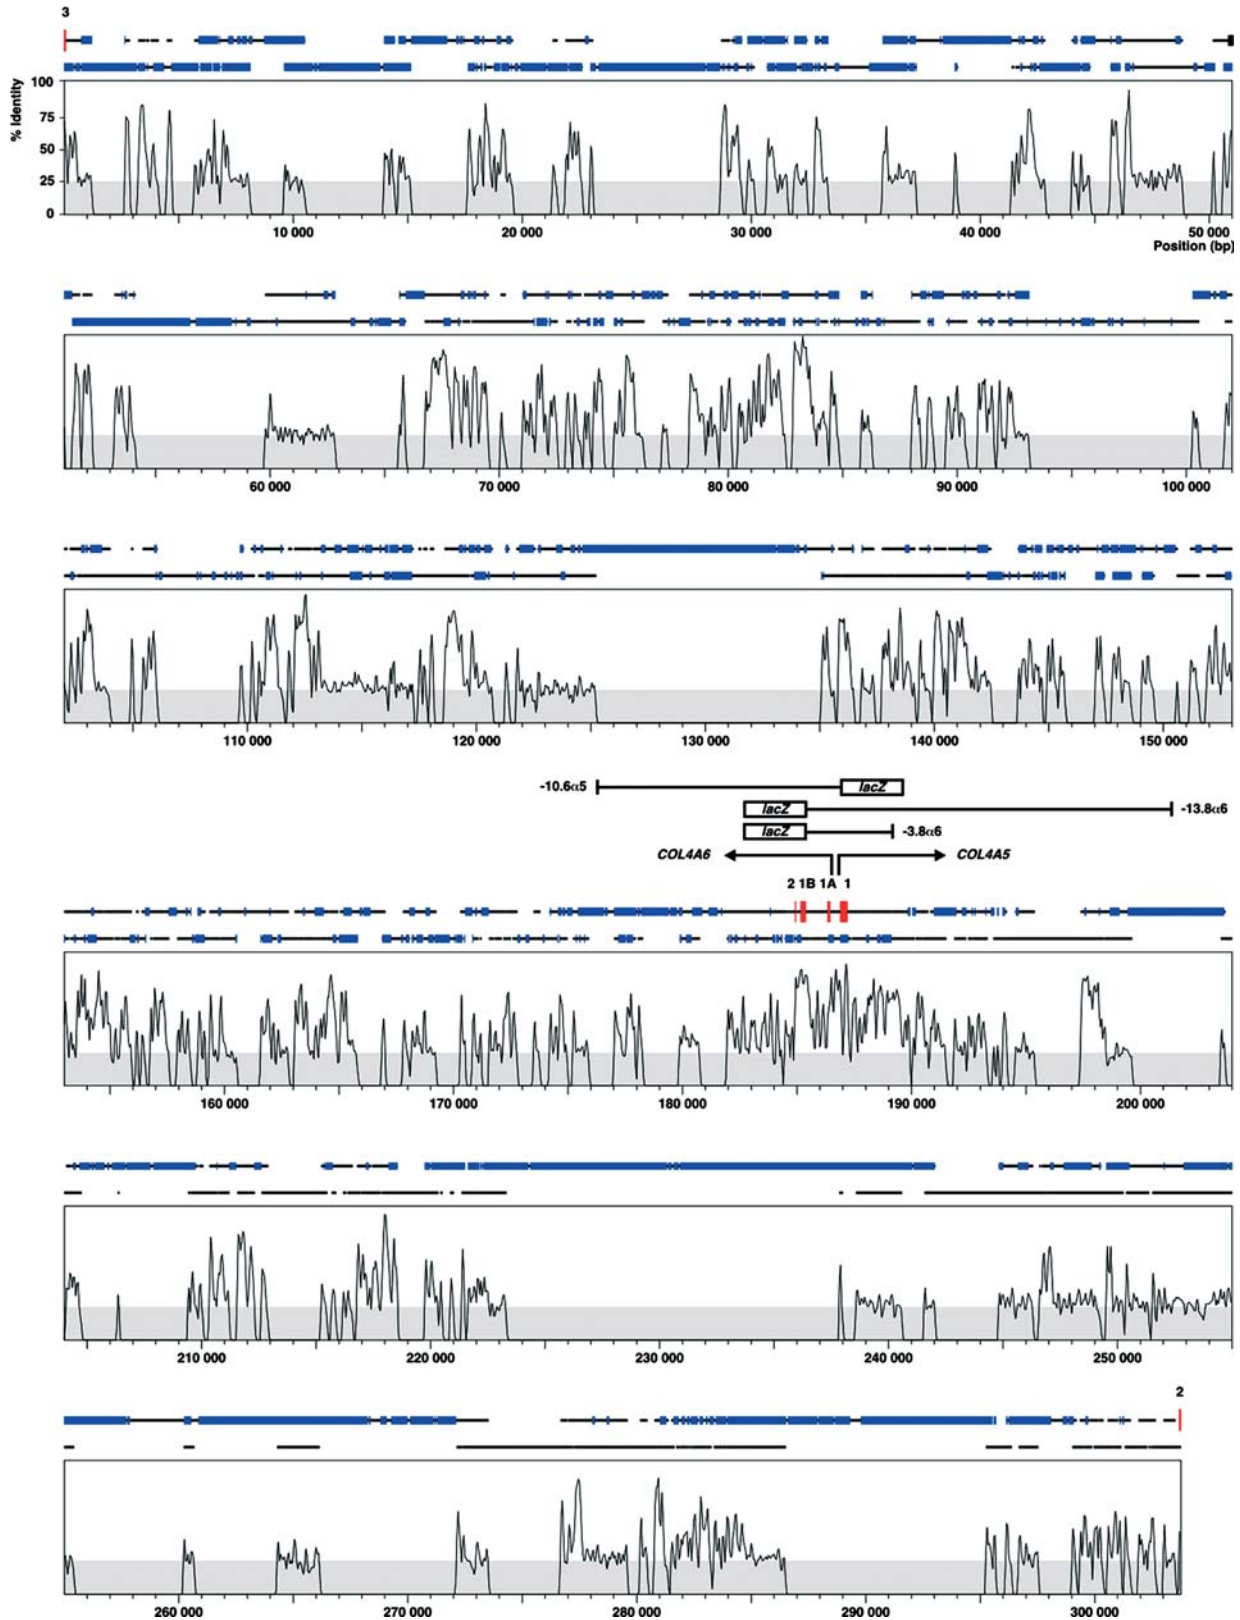 3
100
75
50
25
0
% Identity
10 000 20 000 30 000 40 000 50 000
Position (bp)
60 000 70 000 80 000 90 000 100 000
110 000 120 000 130 000 140 000 150 000
-10.6α5 lacZ
lacZ -13.8α6
lacZ -3.8α6
COL4A6 COL4A5
2 1B 1A 1
160 000 170 000 180 000 190 000 200 000
210 000 220 000 230 000 240 000 250 000
2
260 000 270 000 280 000 290 000 300 000